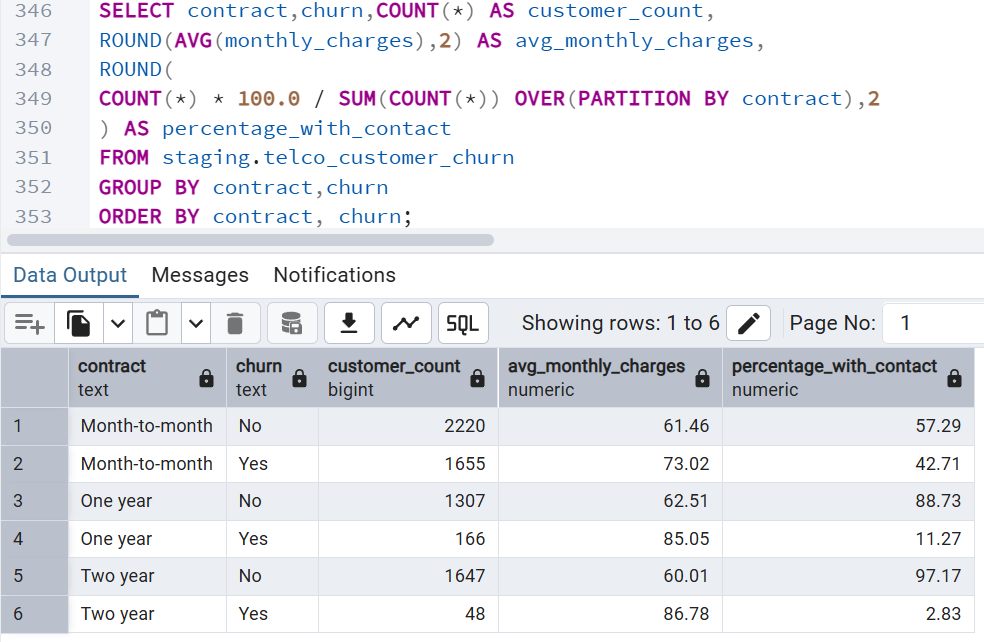 346 SELECT contract,churn,COUNT(*) AS customer_count,
347 ROUND(AVG(monthly_charges),2) AS avg_monthly_charges,
348 ROUND(
349 COUNT(*) * 100.0 / SUM(COUNT(*)) OVER(PARTITION BY contract),2
350 ) AS percentage_with_contact
351 FROM staging.telco_customer_churn
352 GROUP BY contract,churn
353 ORDER BY contract, churn;
Data Output Messages Notifications
SQL Showing rows: 1 to 6 Page No: 1
contract churn customer_count avg_monthly_charges percentage_with_contact
text text bigint numeric numeric
1 Month-to-month No 2220 61.46 57.29
2 Month-to-month Yes 1655 73.02 42.71
3 One year No 1307 62.51 88.73
4 One year Yes 166 85.05 11.27
5 Two year No 1647 60.01 97.17
6 Two year Yes 48 86.78 2.83